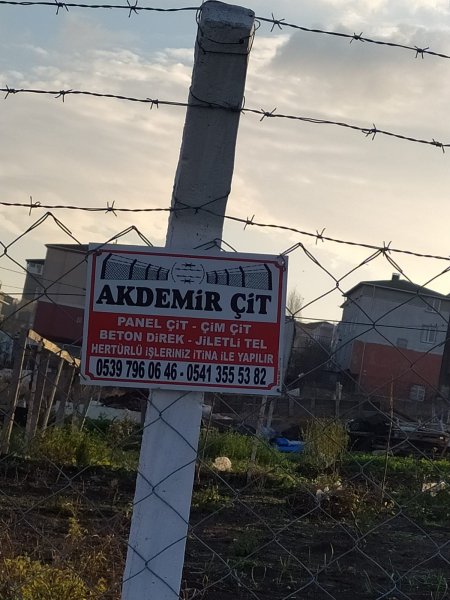 AKDEMİR ÇİT
PANEL ÇİT - ÇİM ÇİT
BETON DİREK - JİLETLİ TEL
HERTÜRLÜ İŞLERİNİZ İTİNA İLE YAPILIR
0539 796 06 46 - 0541 355 53 82